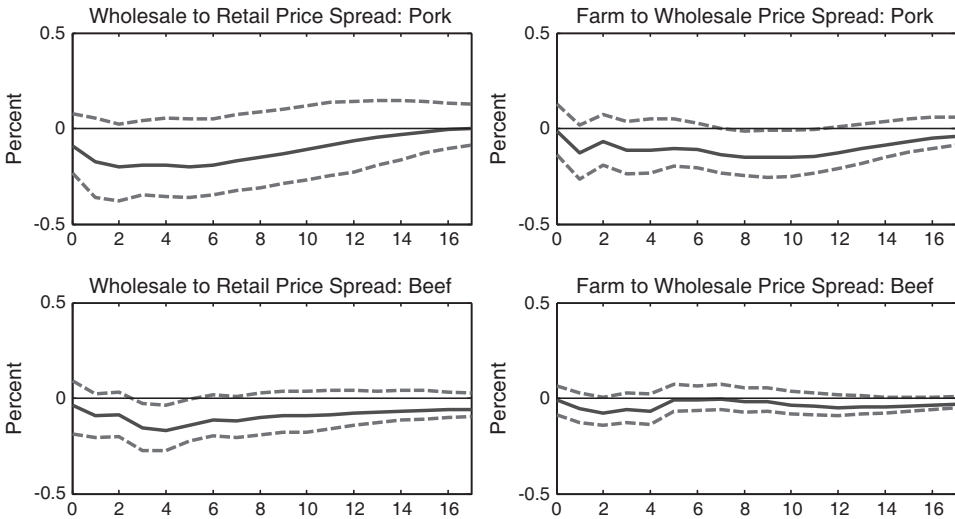 Wholesale to Retail Price Spread: Pork
0.5
Percent
0
-0.5
0 2 4 6 8 10 12 14 16
Farm to Wholesale Price Spread: Pork
0.5
Percent
0
-0.5
0 2 4 6 8 10 12 14 16
Wholesale to Retail Price Spread: Beef
0.5
Percent
0
-0.5
0 2 4 6 8 10 12 14 16
Farm to Wholesale Price Spread: Beef
0.5
Percent
0
-0.5
0 2 4 6 8 10 12 14 16